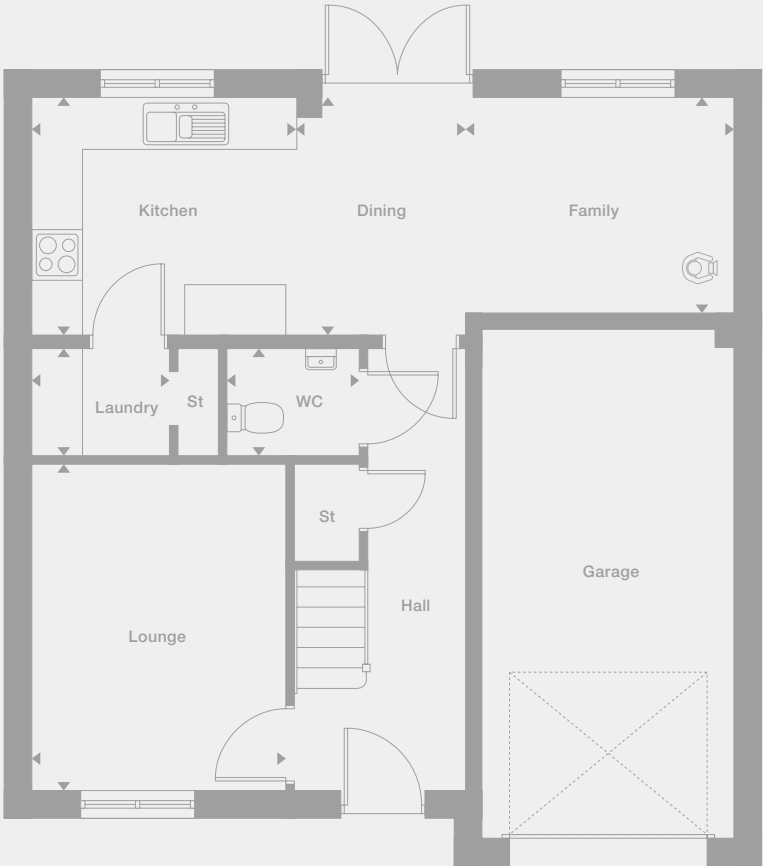 Kitchen
Dining
Family
Laundry
St
WC
St
Garage
Hall
Lounge